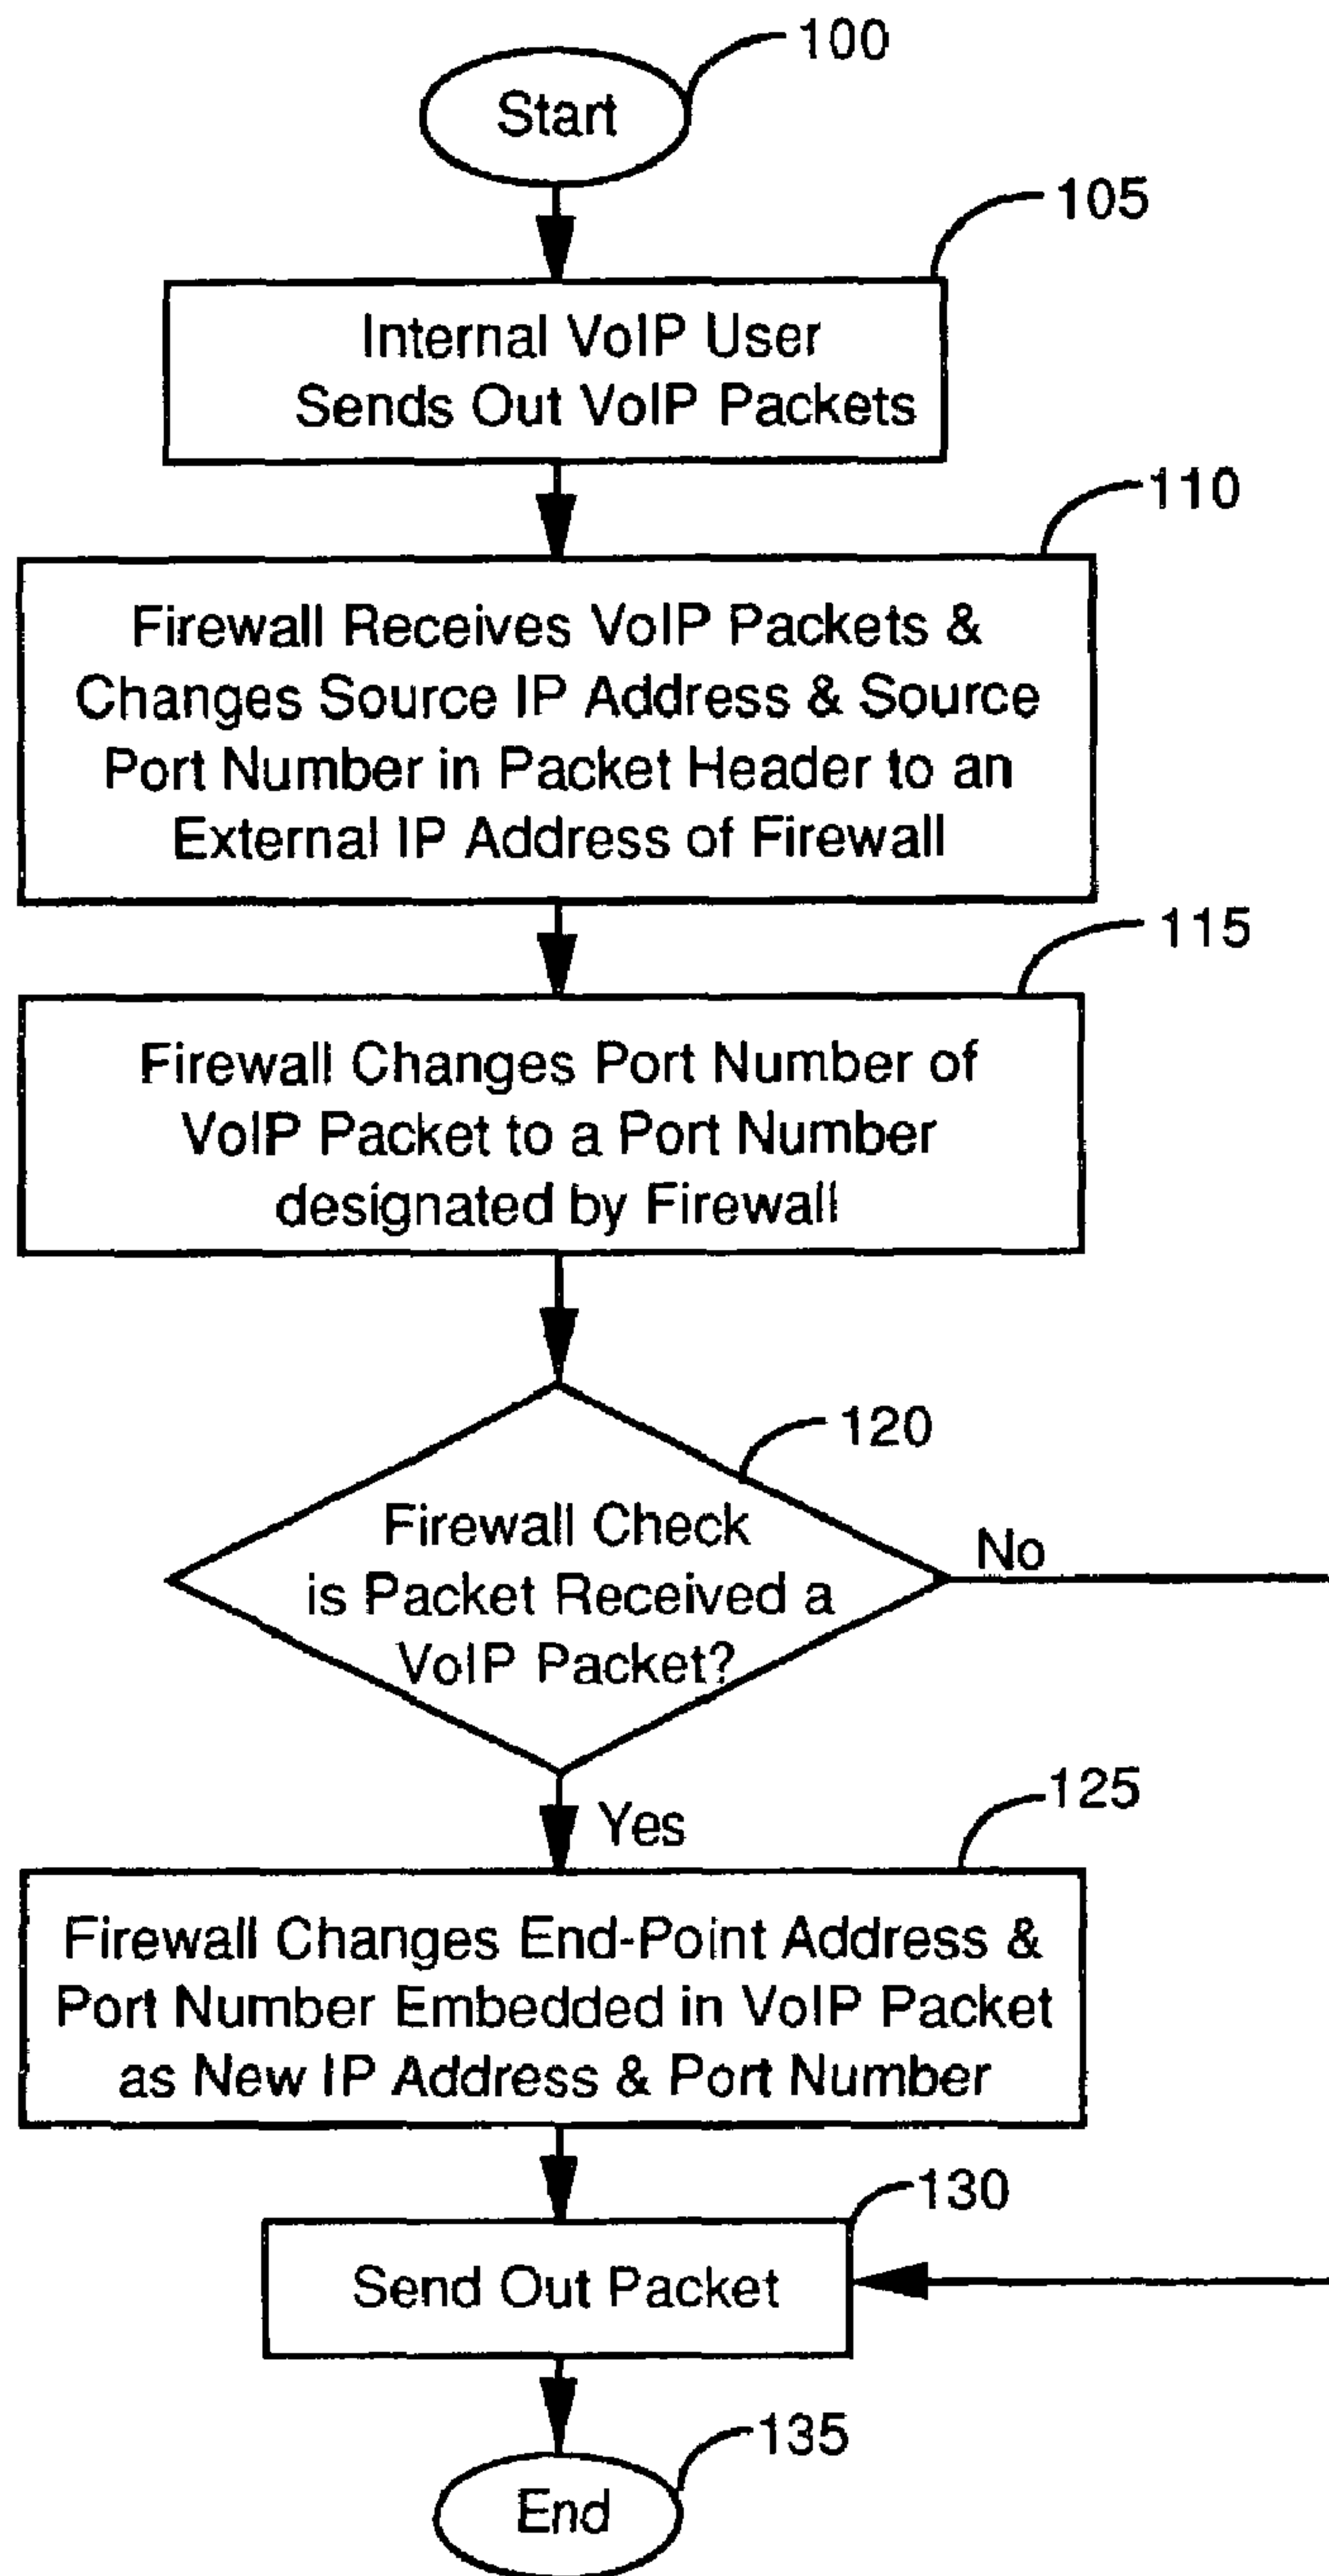 100
Start
105
Internal VoIP User
Sends Out VoIP Packets
110
Firewall Receives VoIP Packets &
Changes Source IP Address & Source
Port Number in Packet Header to an
External IP Address of Firewall
115
Firewall Changes Port Number of
VoIP Packet to a Port Number
designated by Firewall
120
Firewall Check
is Packet Received a
VoIP Packet?
No
Yes
125
Firewall Changes End-Point Address &
Port Number Embedded in VoIP Packet
as New IP Address & Port Number
130
Send Out Packet
135
End